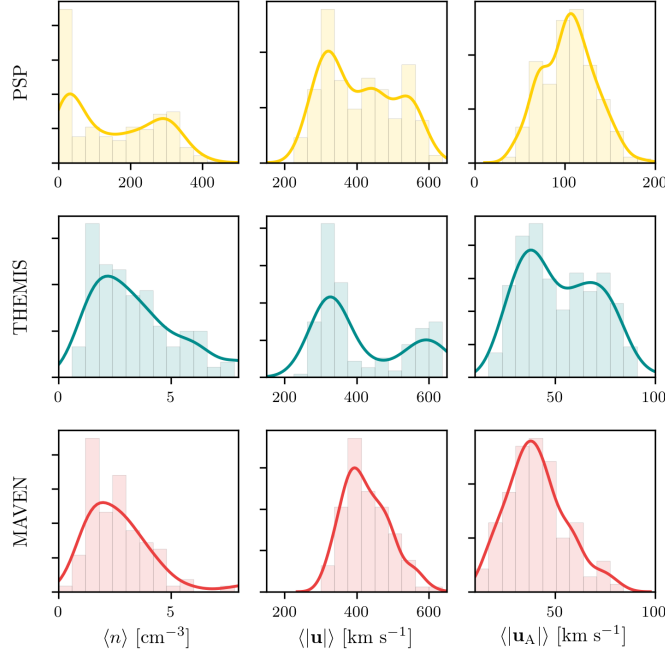 PSP
0 200 400
200 400 600
0 100 200
THEMIS
0 5
200 400 600
50 100
MAVEN
0 5
200 400 600
50 100
⟨n⟩ [cm⁻³]
⟨|u|⟩ [km s⁻¹]
⟨|u_A|⟩ [km s⁻¹]